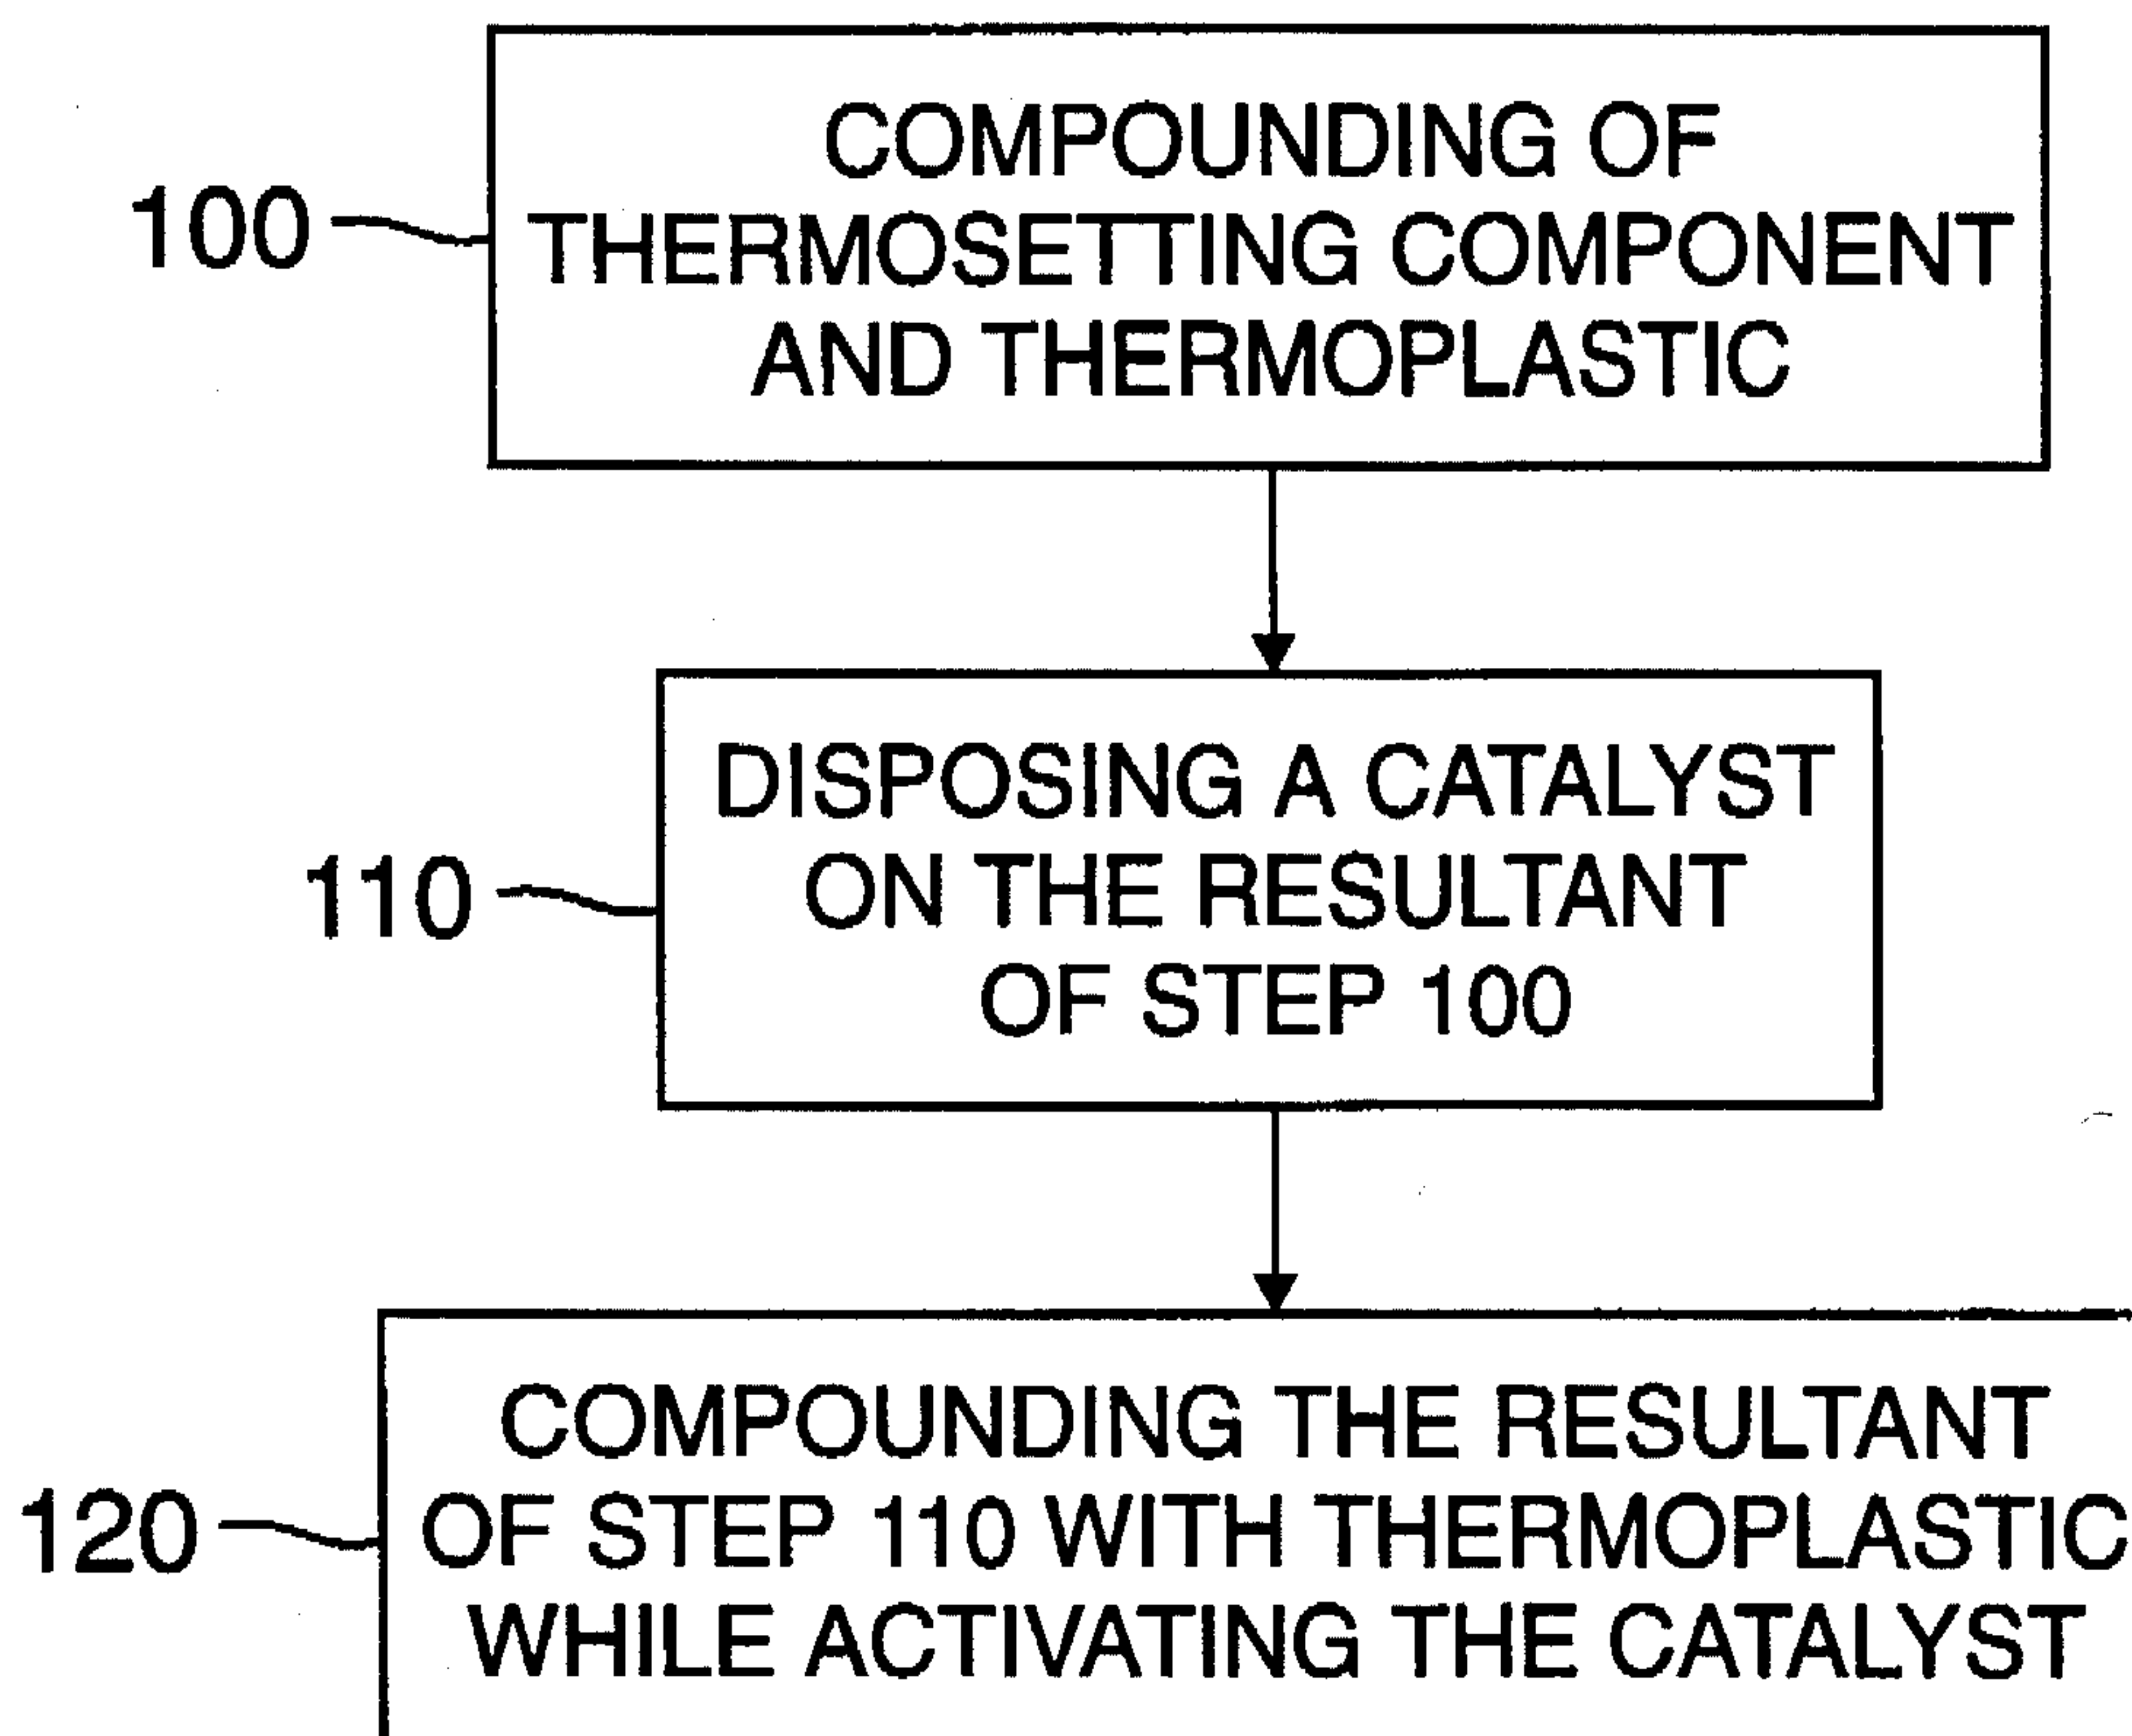 COMPOUNDING OF
100
THERMOSETTING COMPONENT
AND THERMOPLASTIC
DISPOSING A CATALYST
110
ON THE RESULTANT
OF STEP 100
COMPOUNDING THE RESULTANT
120
OF STEP 110 WITH THERMOPLASTIC
WHILE ACTIVATING THE CATALYST